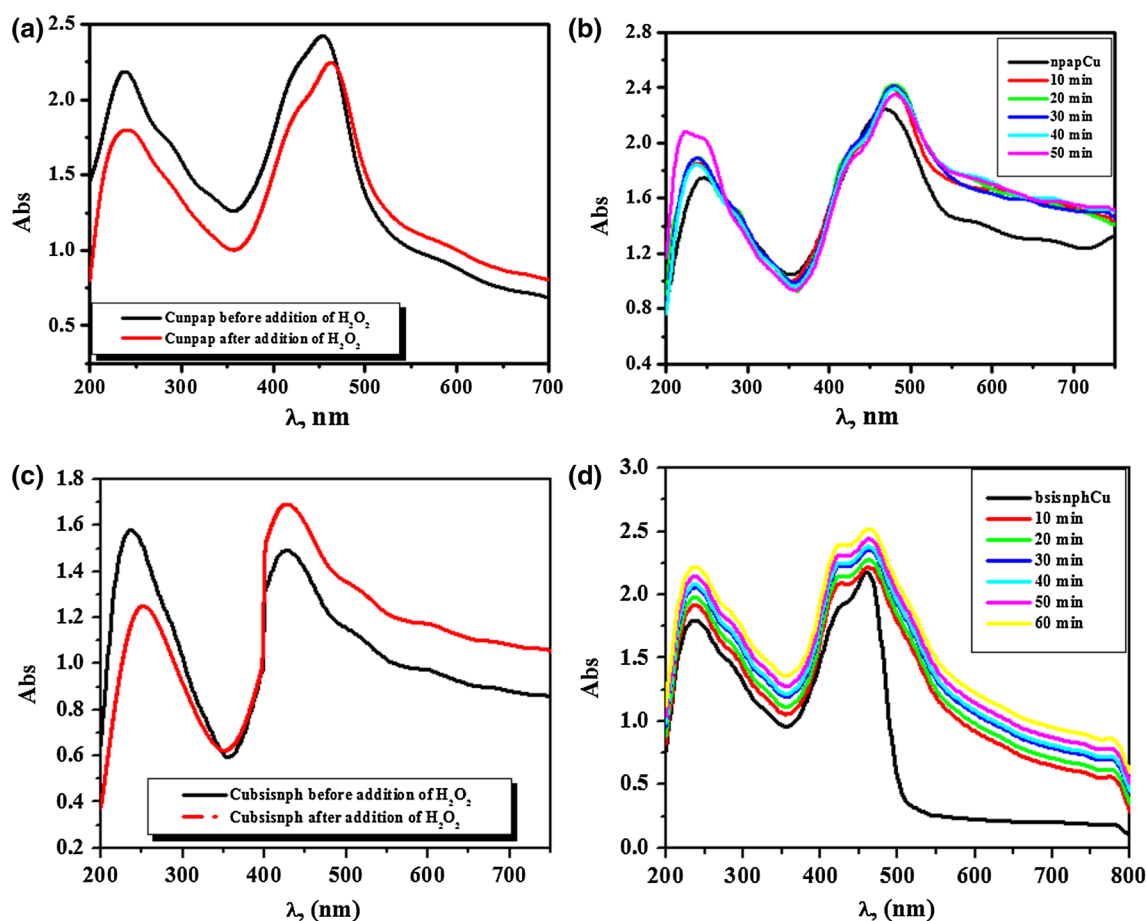 (a)
2.5
2.0
1.5
1.0
0.5
Abs
Cunpap before addition of H₂O₂
Cunpap after addition of H₂O₂
200 300 400 500 600 700
λ, nm
(b)
2.8
2.4
2.0
1.6
1.2
0.8
0.4
Abs
npapCu
10 min
20 min
30 min
40 min
50 min
200 300 400 500 600 700
λ, nm
(c)
1.8
1.6
1.4
1.2
1.0
0.8
0.6
0.4
0.2
Abs
Cubsisnph before addition of H₂O₂
Cubsisnph after addition of H₂O₂
200 300 400 500 600 700
λ, (nm)
(d)
3.0
2.5
2.0
1.5
1.0
0.5
0.0
Abs
bsisnphCu
10 min
20 min
30 min
40 min
50 min
60 min
200 300 400 500 600 700 800
λ, (nm)